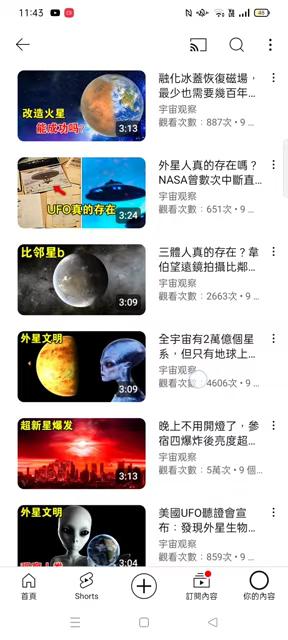 11:43
48
改造火星
能成功吗?
3:13
融化冰蓋恢復磁場，
最少也需要幾百年...
宇宙观察
觀看次數：887次 • 9 ...
UFO真的存在
3:24
外星人真的存在嗎？
NASA曾數次中斷直...
宇宙观察
觀看次數：651次 • 9 ...
比邻星b
3:09
三體人真的存在？韋
伯望遠鏡拍攝比鄰...
宇宙观察
觀看次數：2663次 • 9 ...
外星文明
3:09
全宇宙有2萬億個星
系，但只有地球上...
宇宙观察
觀看次數：4606次 • 9 ...
超新星爆发
3:13
晚上不用開燈了，參
宿四爆炸後亮度超...
宇宙观察
觀看次數：5萬次 • 9 個...
外星文明
3:04
美國UFO聽證會宣
布：發現外星生物...
宇宙观察
觀看次數：859次 • 9 ...
首頁
Shorts
訂閱內容
你的內容